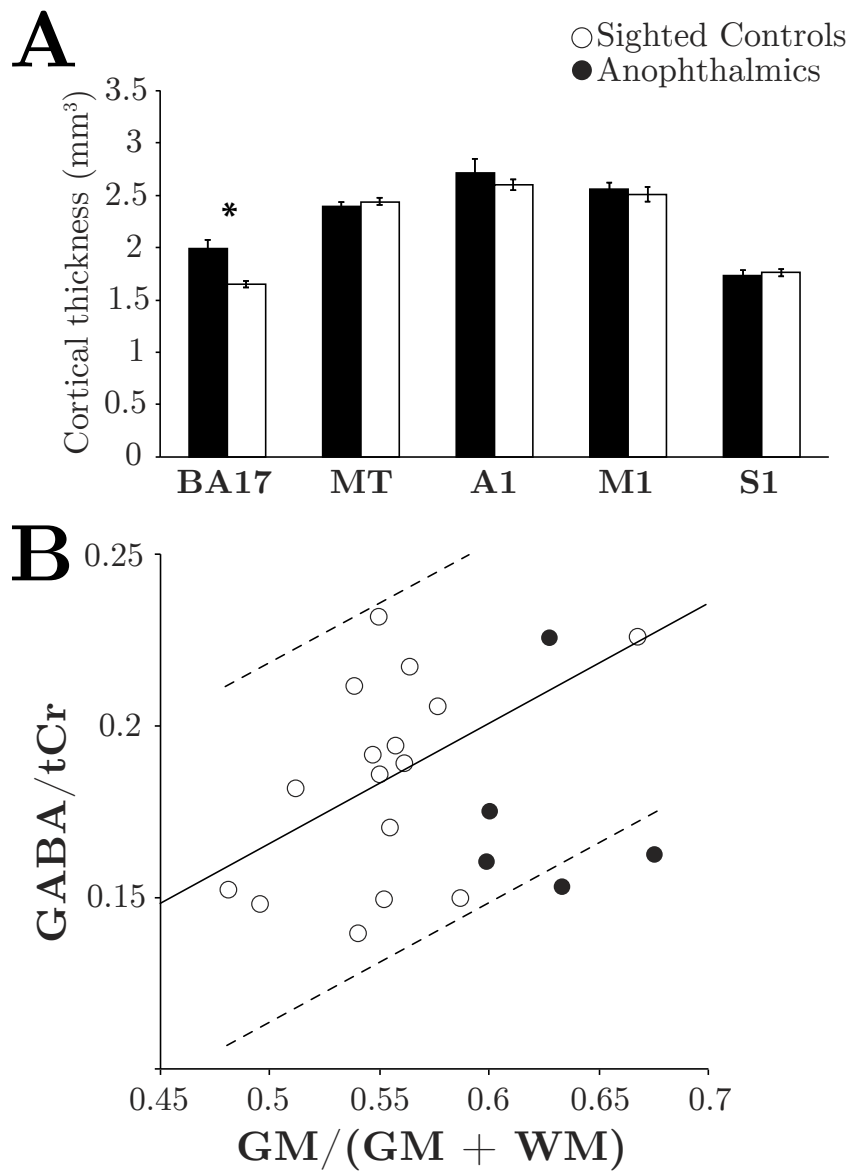 A
Sighted Controls
Anophthalmics
Cortical thickness (mm³)
3.5
3
2.5
2
1.5
1
0.5
0
*
BA17 MT A1 M1 S1
B
GABA/tCr
0.25
0.2
0.15
0.45 0.5 0.55 0.6 0.65 0.7
GM/(GM + WM)